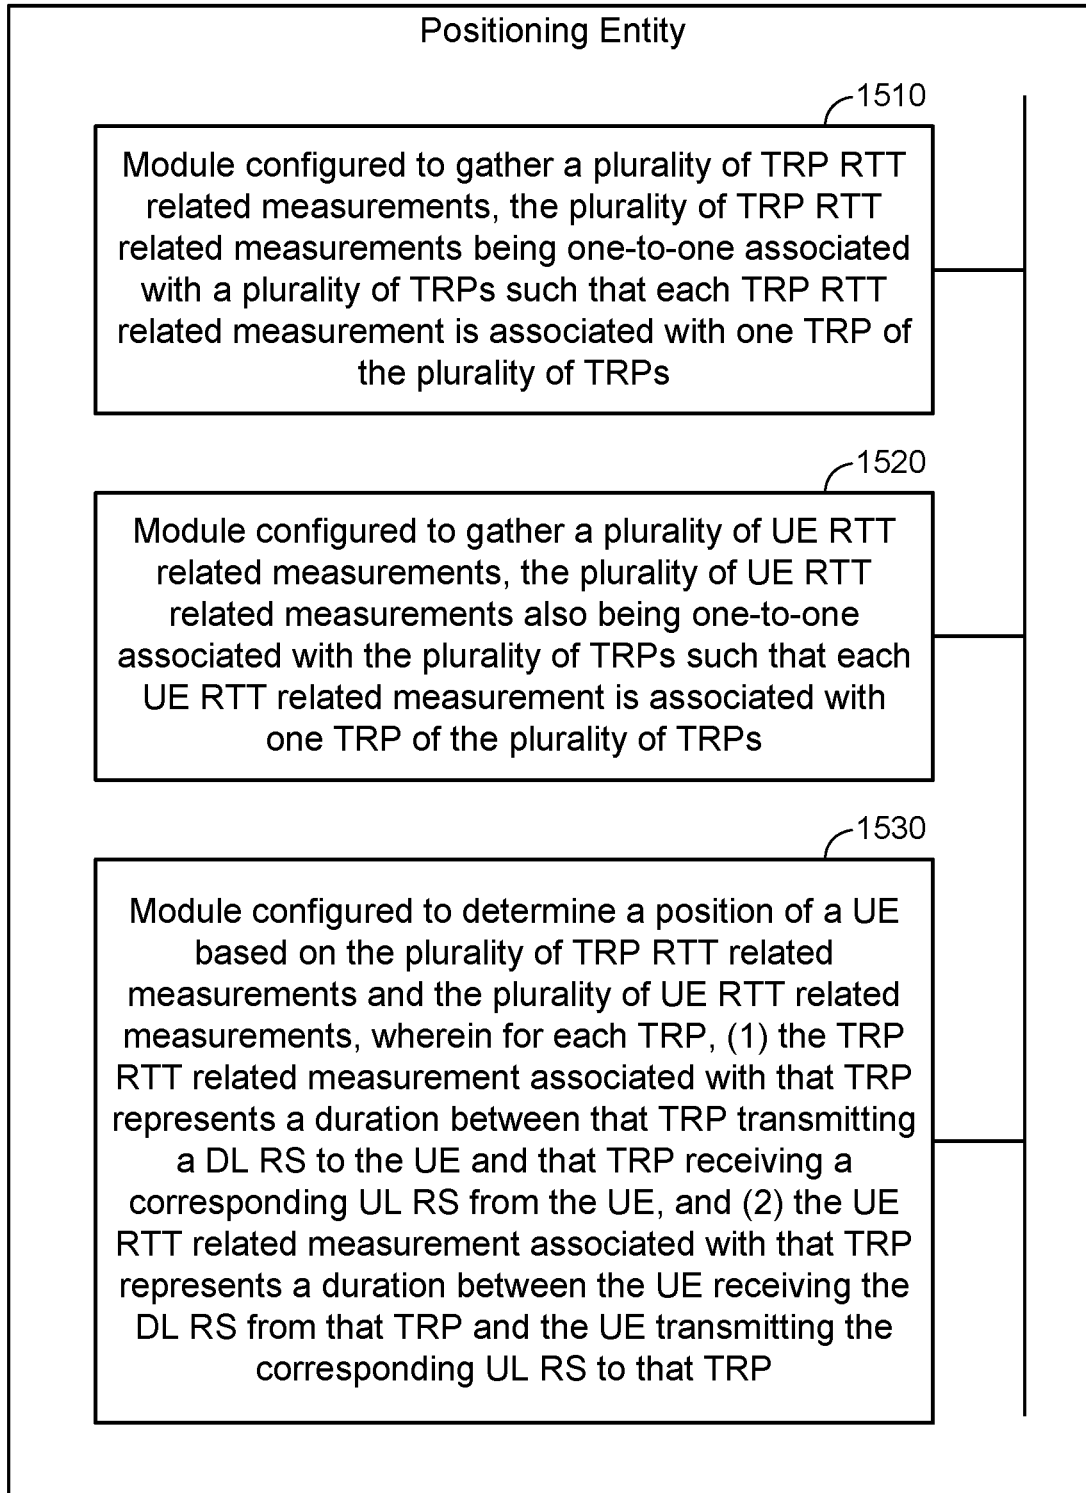 Positioning Entity
1510
Module configured to gather a plurality of TRP RTT
related measurements, the plurality of TRP RTT
related measurements being one-to-one associated
with a plurality of TRPs such that each TRP RTT
related measurement is associated with one TRP of
the plurality of TRPs
1520
Module configured to gather a plurality of UE RTT
related measurements, the plurality of UE RTT
related measurements also being one-to-one
associated with the plurality of TRPs such that each
UE RTT related measurement is associated with
one TRP of the plurality of TRPs
1530
Module configured to determine a position of a UE
based on the plurality of TRP RTT related
measurements and the plurality of UE RTT related
measurements, wherein for each TRP, (1) the TRP
RTT related measurement associated with that TRP
represents a duration between that TRP transmitting
a DL RS to the UE and that TRP receiving a
corresponding UL RS from the UE, and (2) the UE
RTT related measurement associated with that TRP
represents a duration between the UE receiving the
DL RS from that TRP and the UE transmitting the
corresponding UL RS to that TRP